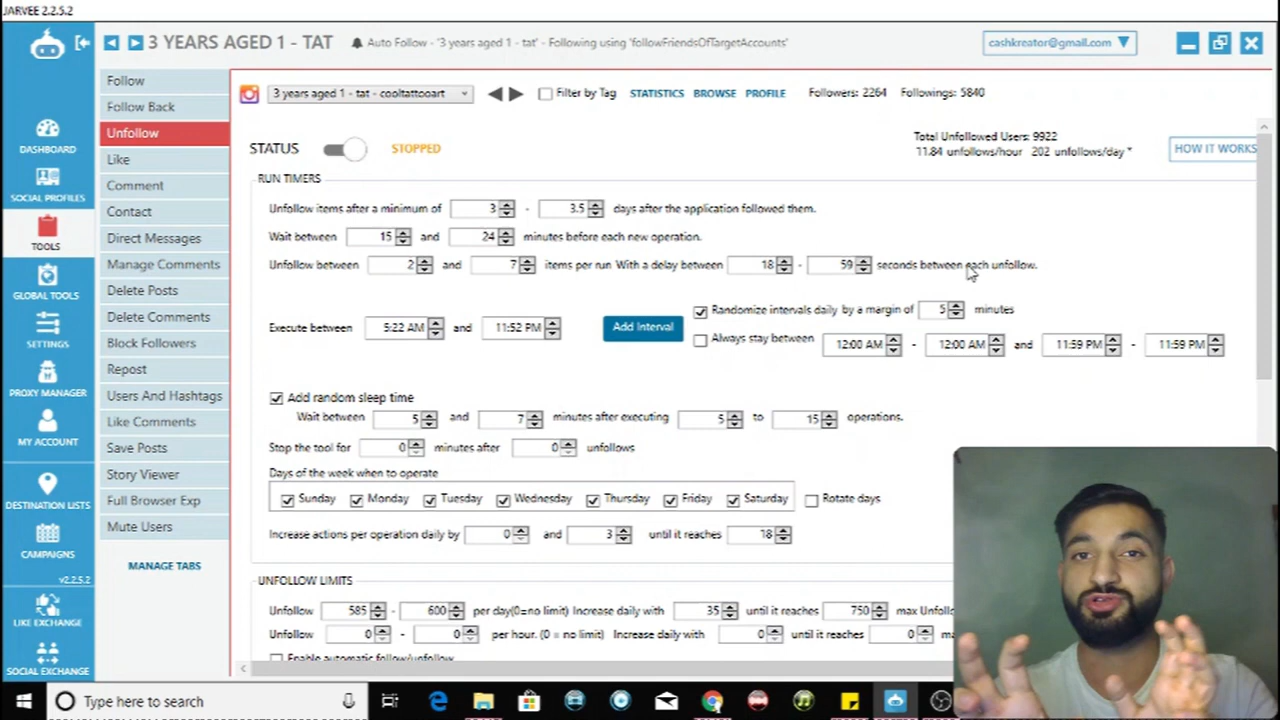 JARVEE 2.2.5.2
3 YEARS AGED 1 - TAT
Auto Follow - '3 years aged 1 - tat' - Following using 'followFriendsOfTargetAccounts'
cashkreator@gmail.com
Follow
Follow Back
Unfollow
Like
Comment
Contact
Direct Messages
Manage Comments
Delete Posts
Delete Comments
Block Followers
Repost
Users And Hashtags
Like Comments
Save Posts
Story Viewer
Full Browser Exp
Mute Users
MANAGE TABS
DASHBOARD
SOCIAL PROFILES
TOOLS
GLOBAL TOOLS
SETTINGS
PROXY MANAGER
MY ACCOUNT
DESTINATION LISTS
CAMPAIGNS
v2.2.5.2
LIKE EXCHANGE
SOCIAL EXCHANGE
3 years aged 1 - tat - cooltattooart
Filter by Tag STATISTICS BROWSE PROFILE Followers: 2264 Followings: 5840
STATUS STOPPED
Total Unfollowed Users: 9922
11.84 unfollows/hour 202 unfollows/day *
HOW IT WORKS
RUN TIMERS
Unfollow items after a minimum of 3 - 3.5 days after the application followed them.
Wait between 15 and 24 minutes before each new operation.
Unfollow between 2 and 7 items per run With a delay between 18 - 59 seconds between each unfollow.
Execute between 5:22 AM and 11:52 PM Add Interval
Randomize intervals daily by a margin of 5 minutes
Always stay between 12:00 AM - 12:00 AM and 11:59 PM - 11:59 PM
Add random sleep time
Wait between 5 and 7 minutes after executing 5 to 15 operations.
Stop the tool for 0 minutes after 0 unfollows
Days of the week when to operate
Sunday Monday Tuesday Wednesday Thursday Friday Saturday Rotate days
Increase actions per operation daily by 0 and 3 until it reaches 18
UNFOLLOW LIMITS
Unfollow 585 - 600 per day(0=no limit) Increase daily with 35 until it reaches 750 max Unfollo
Unfollow 0 - 0 per hour. (0 = no limit) Increase daily with 0 until it reaches 0 ma
Enable automatic follow/unfollow
Type here to search